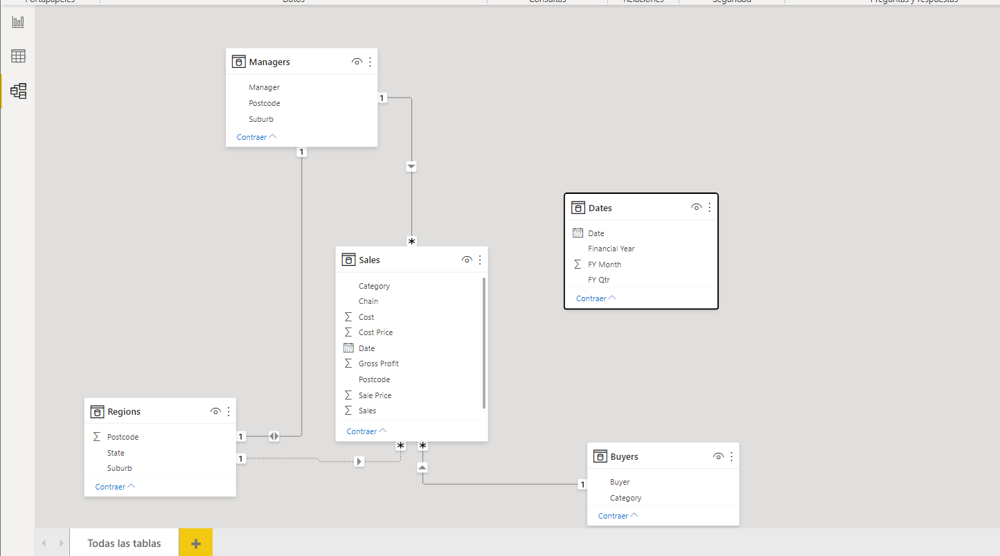 Portapapeles
Datos
Consultas
Relaciones
Seguridad
Preguntas y respuestas
Managers
Manager
Postcode
Suburb
Contraer
1
1
*
Dates
Date
Financial Year
Σ FY Month
FY Qtr
Contraer
Sales
Category
Chain
Σ Cost
Σ Cost Price
Date
Σ Gross Profit
Postcode
Σ Sale Price
Σ Sales
Contraer
* *
Regions
Σ Postcode
State
Suburb
Contraer
1
1
Buyers
Buyer
Category
Contraer
1
Todas las tablas
+